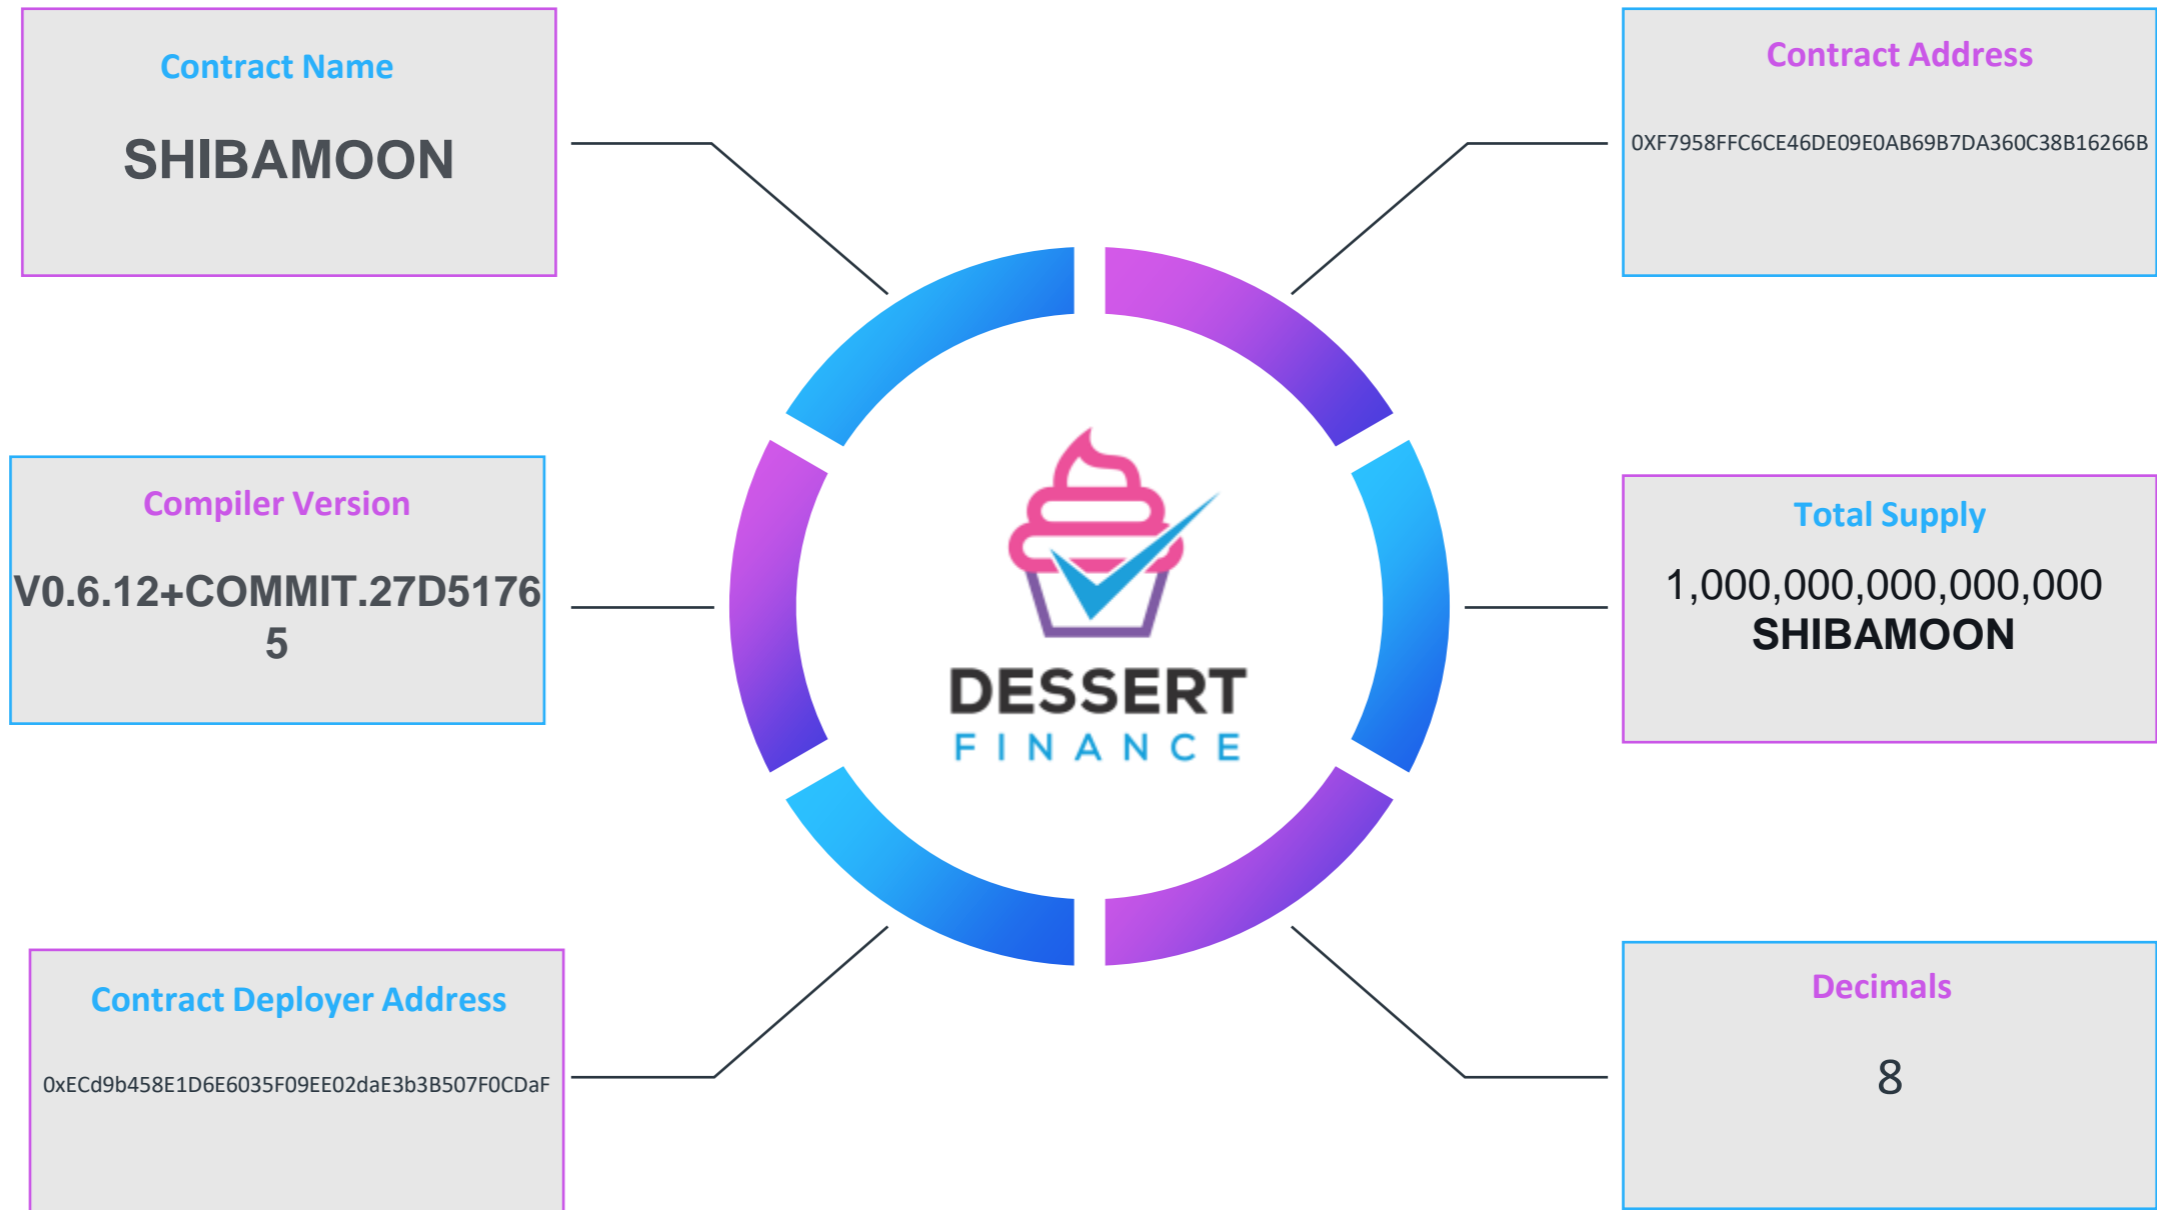 Contract Name
SHIBAMOON
Contract Address
0XF7958FFC6CE46DE09E0AB69B7DA360C38B16266B
Compiler Version
V0.6.12+COMMIT.27D5176
5
DESSERT
FINANCE
Total Supply
1,000,000,000,000,000
SHIBAMOON
Contract Deployer Address
0xECd9b458E1D6E6035F09EE02daE3b3B507F0CDaF
Decimals
8